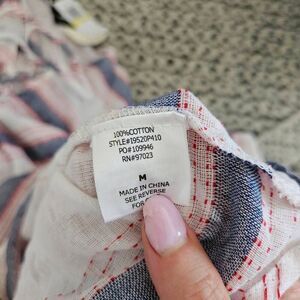 100%COTTON
STYLE#19520P410
PO#109946
RN#97023
M
MADE IN CHINA
SEE REVERSE
FOR